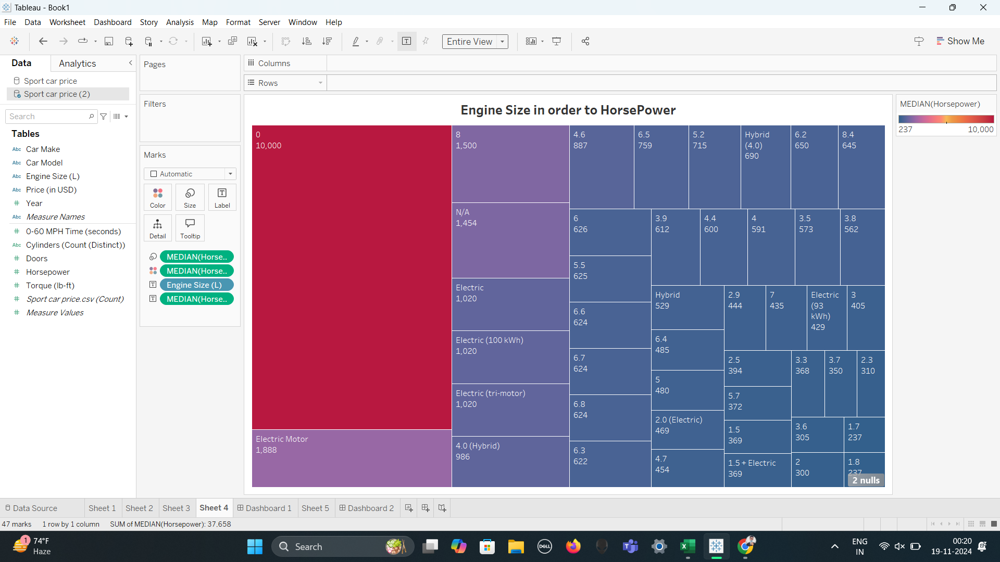 Tableau - Book1
File Data Worksheet Dashboard Story Analysis Map Format Server Window Help
Entire View
Show Me
Data
Analytics
Sport car price
Sport car price (2)
Search
Tables
Abc Car Make
Abc Car Model
Abc Engine Size (L)
Abc Price (in USD)
# Year
Abc Measure Names
# 0-60 MPH Time (seconds)
Abc Cylinders (Count (Distinct))
# Doors
# Horsepower
# Torque (lb-ft)
# Sport car price.csv (Count)
# Measure Values
Pages
Filters
Marks
Automatic
Color Size Label
Detail Tooltip
MEDIAN(Horse..
MEDIAN(Horse..
Engine Size (L)
MEDIAN(Horse..
Columns
Rows
Engine Size in order to HorsePower
0
10,000
Electric Motor
1,888
8
1,500
N/A
1,454
Electric
1,020
Electric (100 kWh)
1,020
Electric (tri-motor)
1,020
4.0 (Hybrid)
986
4.6
887
6.5
759
5.2
715
Hybrid
(4.0)
690
6.2
650
8.4
645
6
626
5.5
625
6.6
624
6.7
624
6.8
624
6.3
622
3.9
612
4.4
600
4
591
3.5
573
3.8
562
Hybrid
529
6.4
485
5
480
2.0 (Electric)
469
4.7
454
2.9
444
7
435
Electric
(93
kWh)
429
3
405
2.5
394
5.7
372
1.5
369
1.5 + Electric
369
3.3
368
3.7
350
2.3
310
3.6
305
2
300
1.7
237
1.8
237
2 nulls
MEDIAN(Horsepower)
237 10,000
Data Source Sheet 1 Sheet 2 Sheet 3 Sheet 4 Dashboard 1 Sheet 5 Dashboard 2
47 marks 1 row by 1 column SUM of MEDIAN(Horsepower): 37,658
1
74°F
Haze
Search
DELL
ENG
IN
00:20
19-11-2024